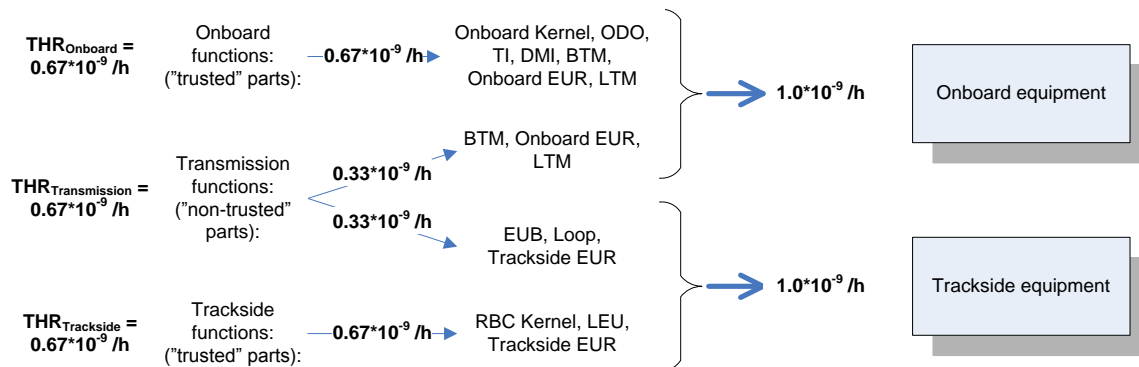 THR_Onboard =
0.67*10^-9 /h
Onboard
functions:
("trusted" parts):
0.67*10^-9 /h
Onboard Kernel, ODO,
TI, DMI, BTM,
Onboard EUR, LTM
1.0*10^-9 /h
Onboard equipment
THR_Transmission =
0.67*10^-9 /h
Transmission
functions:
("non-trusted"
parts):
0.33*10^-9 /h
BTM, Onboard EUR,
LTM
0.33*10^-9 /h
EUB, Loop,
Trackside EUR
1.0*10^-9 /h
Trackside equipment
THR_Trackside =
0.67*10^-9 /h
Trackside
functions:
("trusted" parts):
0.67*10^-9 /h
RBC Kernel, LEU,
Trackside EUR